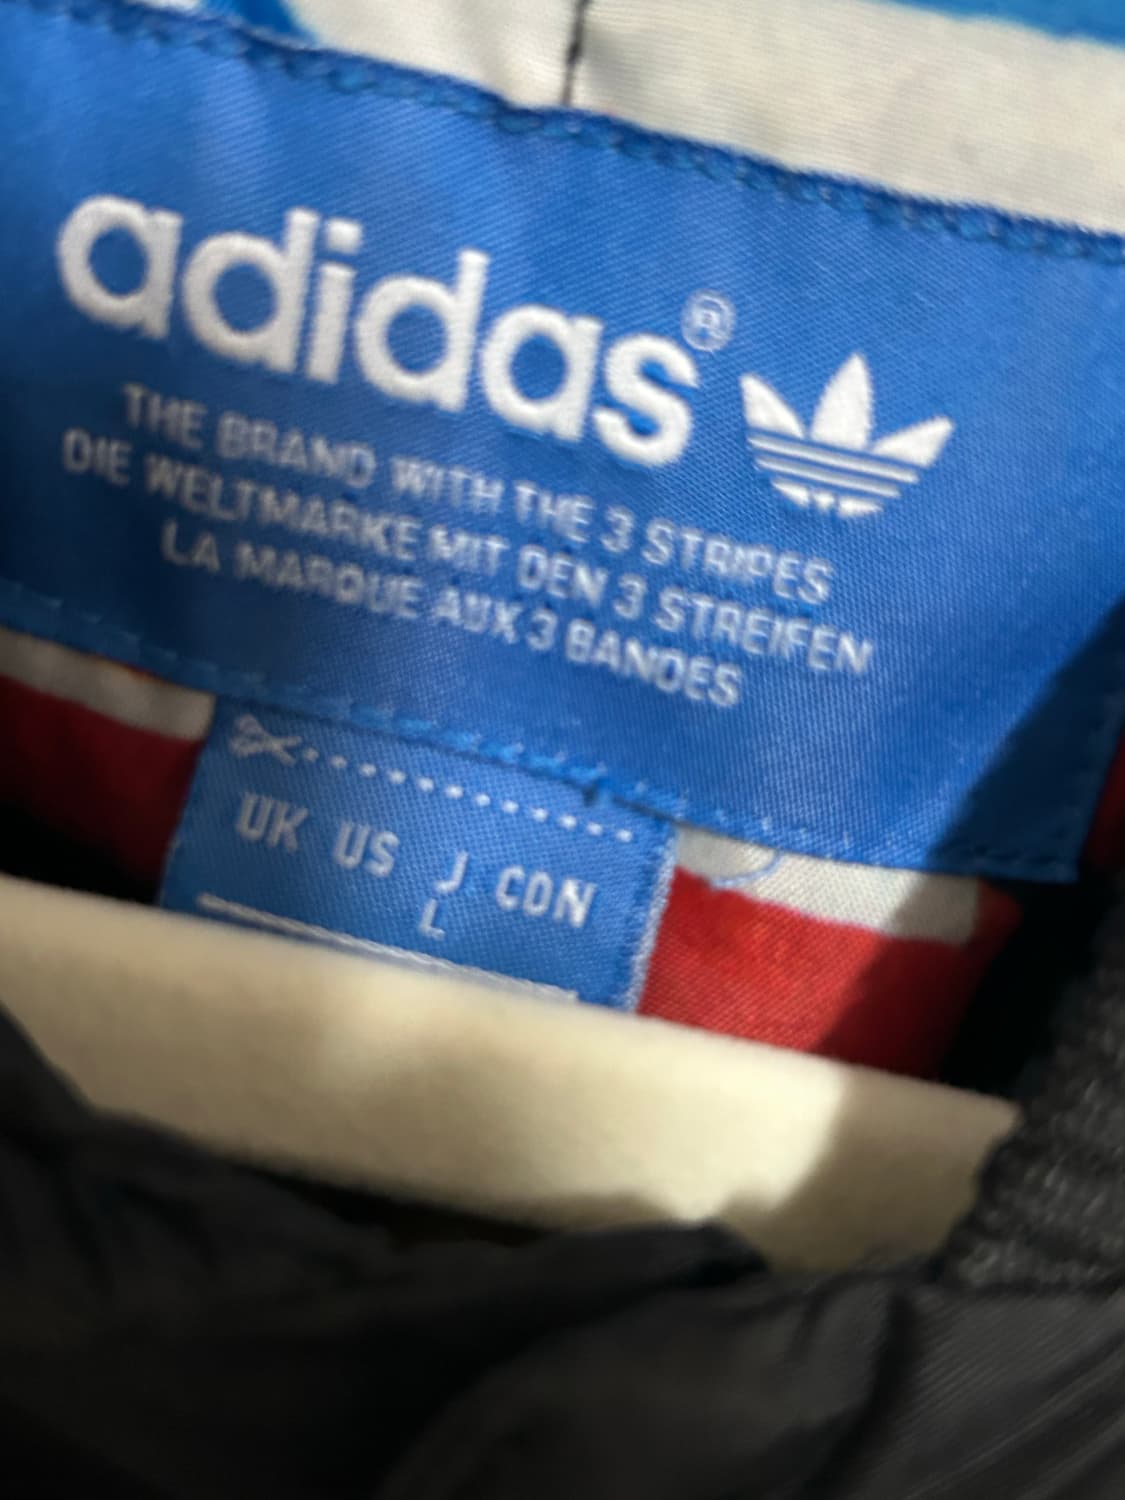 adidas®
THE BRAND WITH THE 3 STRIPES
DIE WELTMARKE MIT DEN 3 STREIFEN
LA MARQUE AUX 3 BANDES
UK US J CDN
L